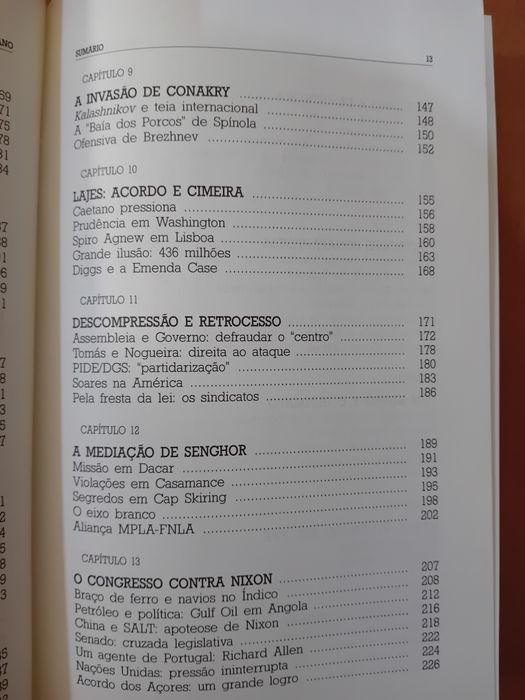 SUMÁRIO 13
CAPÍTULO 9
A INVASÃO DE CONAKRY 147
Kalashnikov e teia internacional 148
A "Baía dos Porcos" de Spínola 150
Ofensiva de Brezhnev 152
CAPÍTULO 10
LAJES: ACORDO E CIMEIRA 155
Caetano pressiona 156
Prudência em Washington 158
Spiro Agnew em Lisboa 160
Grande ilusão: 436 milhões 163
Diggs e a Emenda Case 168
CAPÍTULO 11
DESCOMPRESSÃO E RETROCESSO 171
Assembleia e Governo: defraudar o "centro" 172
Tomás e Nogueira: direita ao ataque 178
PIDE/DGS: "partidarização" 180
Soares na América 183
Pela fresta da lei: os sindicatos 186
CAPÍTULO 12
A MEDIAÇÃO DE SENGHOR 189
Missão em Dacar 191
Violações em Casamance 193
Segredos em Cap Skiring 195
O eixo branco 198
Aliança MPLA-FNLA 202
CAPÍTULO 13
O CONGRESSO CONTRA NIXON 207
Braço de ferro e navios no Índico 208
Petróleo e política: Gulf Oil em Angola 212
China e SALT: apoteose de Nixon 216
Senado: cruzada legislativa 218
Um agente de Portugal: Richard Allen 222
Nações Unidas: pressão ininterrupta 224
Acordo dos Açores: um grande logro 226